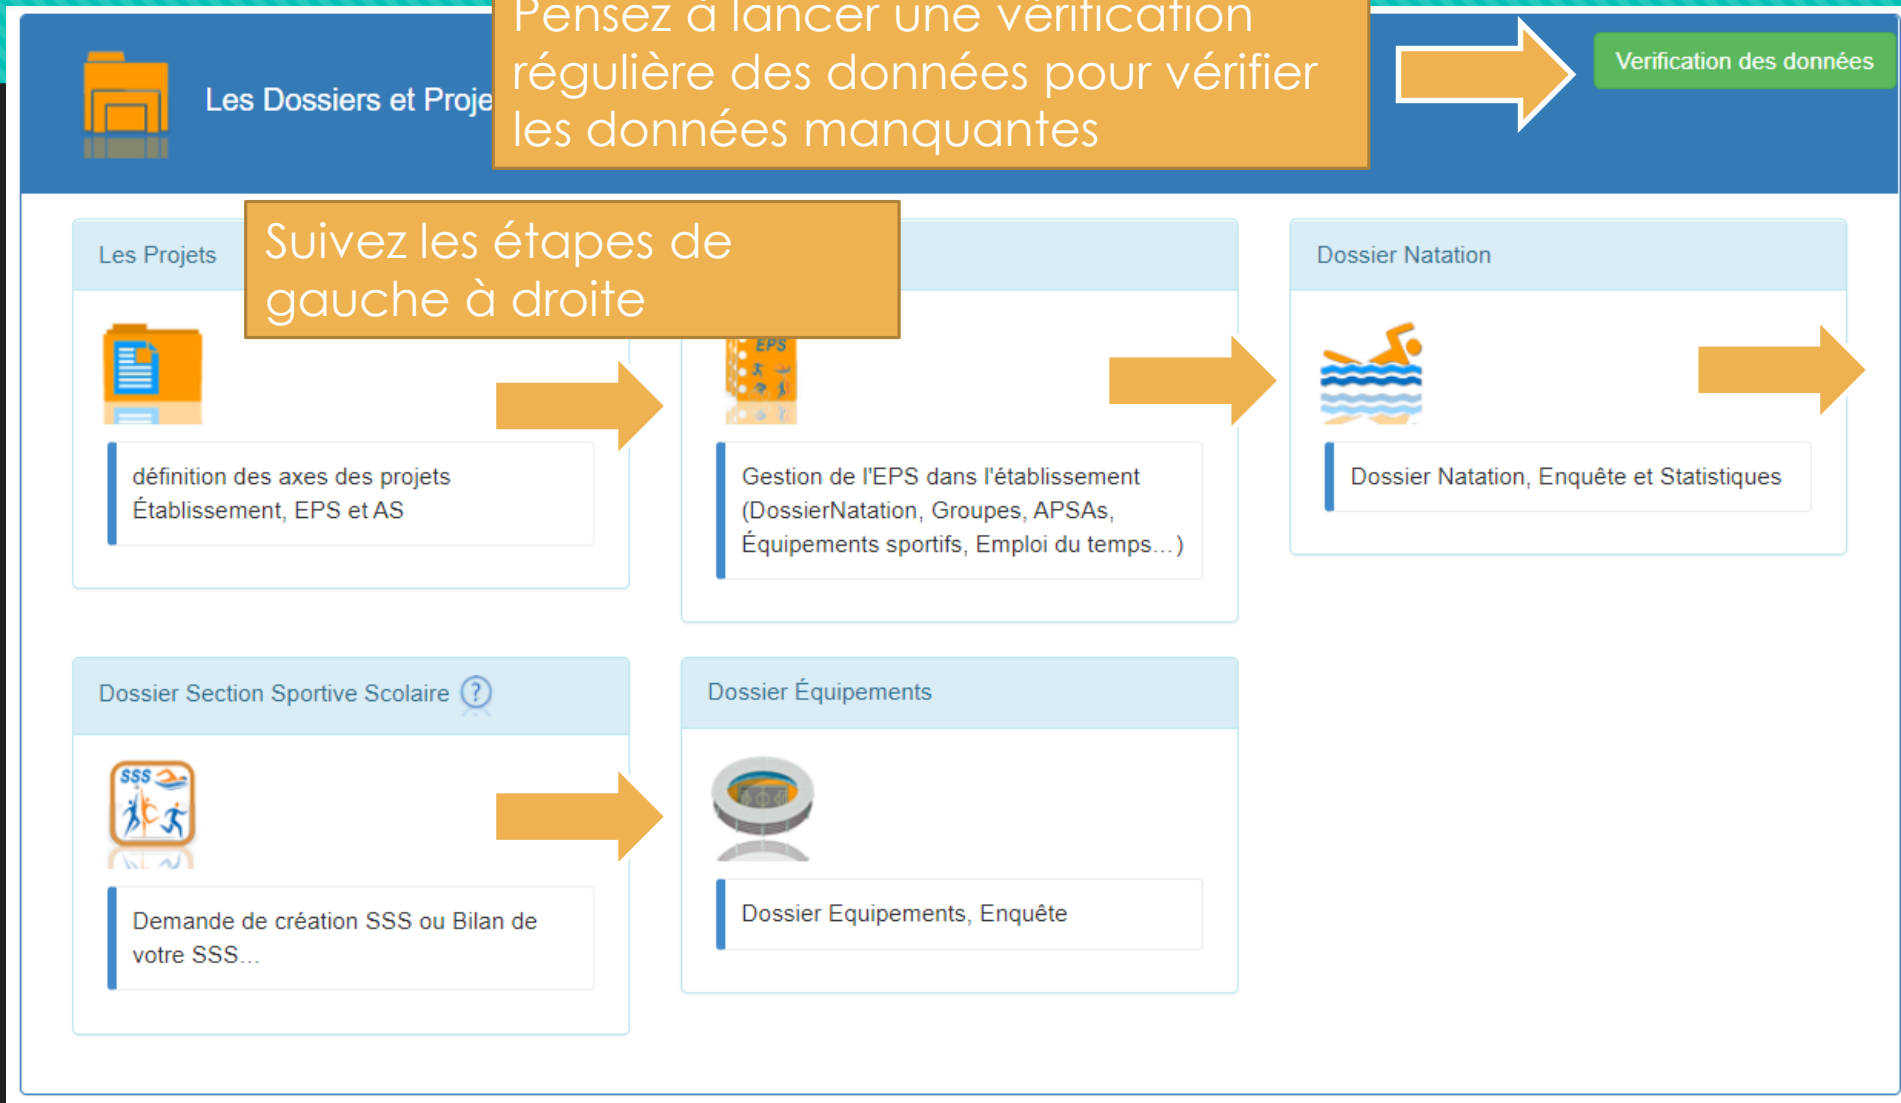 Pensez à lancer une vérification
régulière des données pour vérifier
les données manquantes
Verification des données
Les Dossiers et
Suivez les étapes de
gauche à droite
Les Projets
Dossier Natation
EPS
définition des axes des projets
Établissement, EPS et AS
Gestion de l'EPS dans l'établissement
(DossierNatation, Groupes, APSAs,
Équipements sportifs, Emploi du temps...)
Dossier Natation, Enquête et Statistiques
Dossier Section Sportive Scolaire ?
Dossier Équipements
SSS
Demande de création SSS ou Bilan de
votre SSS...
Dossier Equipements, Enquête